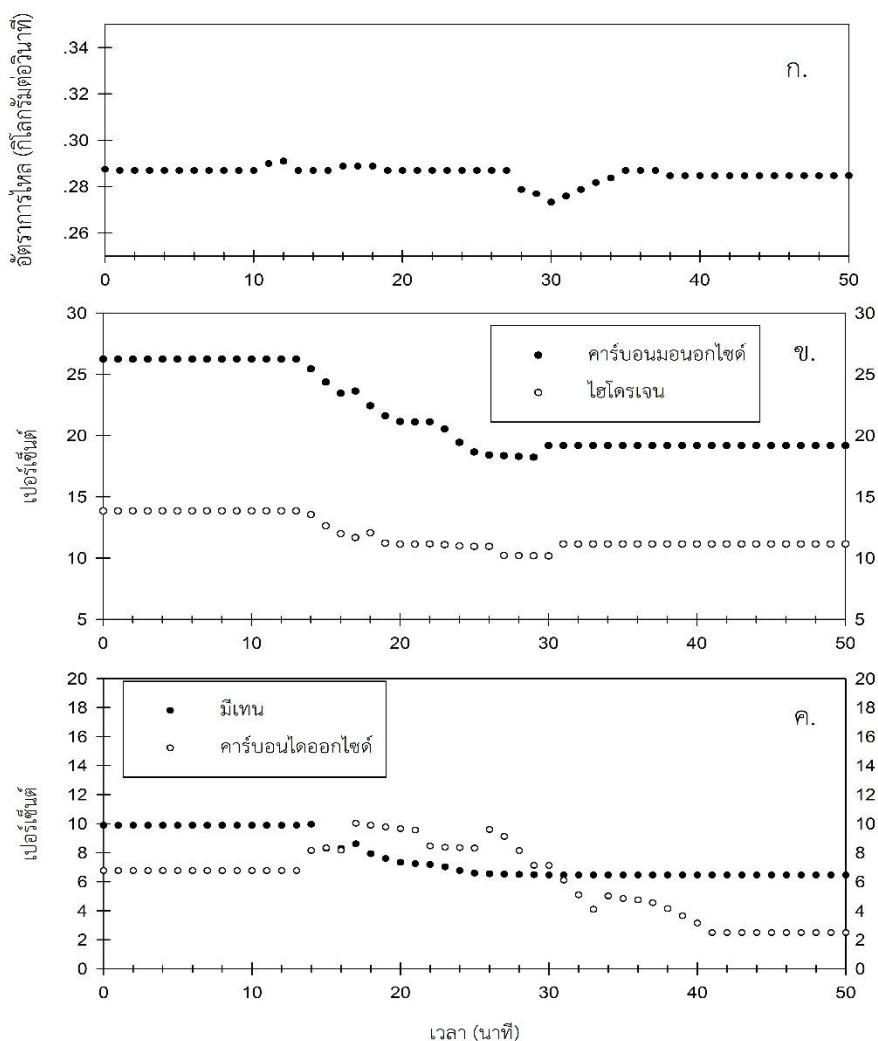 ก.
อัตราการไหล (กิโลกรัมต่อวินาที)
.34
.32
.30
.28
.26
0 10 20 30 40 50
ข.
คาร์บอนมอนอกไซด์
ไฮโดรเจน
เปอร์เซ็นต์
30 30
25 25
20 20
15 15
10 10
5 5
0 10 20 30 40 50
ค.
มีเทน
คาร์บอนไดออกไซด์
เปอร์เซ็นต์
20 20
18 18
16 16
14 14
12 12
10 10
8 8
6 6
4 4
2 2
0 0
0 10 20 30 40 50
เวลา (นาที)